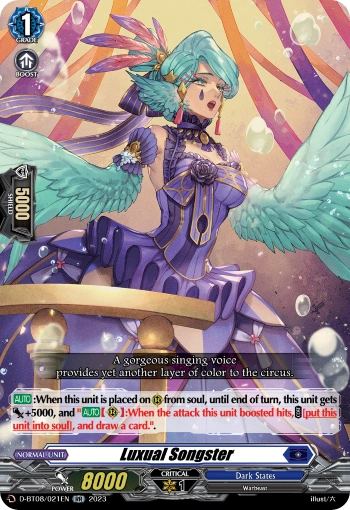 1
GRADE
BOOST
5000
SHIELD
A gorgeous singing voice
provides yet another layer of color to the circus.
AUTO:When this unit is placed on from soul, until end of turn, this unit gets
+5000, and "AUTO[ ]:When the attack this unit boosted hits, [put this
unit into soul], and draw a card.".
NORMAL UNIT
Luxual Songster
POWER 8000
CRITICAL
1
Dark States
Warbeast
D-BT08/021EN RR 2023
illust/六